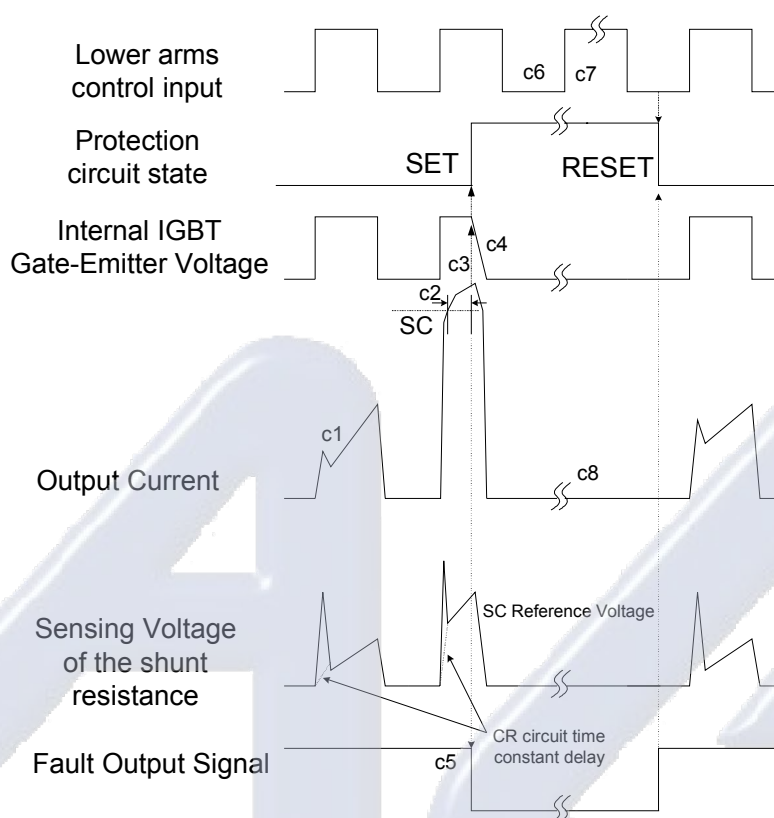 Lower arms
control input
c6
c7
Protection
circuit state
SET
RESET
Internal IGBT
Gate-Emitter Voltage
c4
c3
c2
SC
c1
Output Current
c8
SC Reference Voltage
Sensing Voltage
of the shunt
resistance
CR circuit time
constant delay
Fault Output Signal
c5